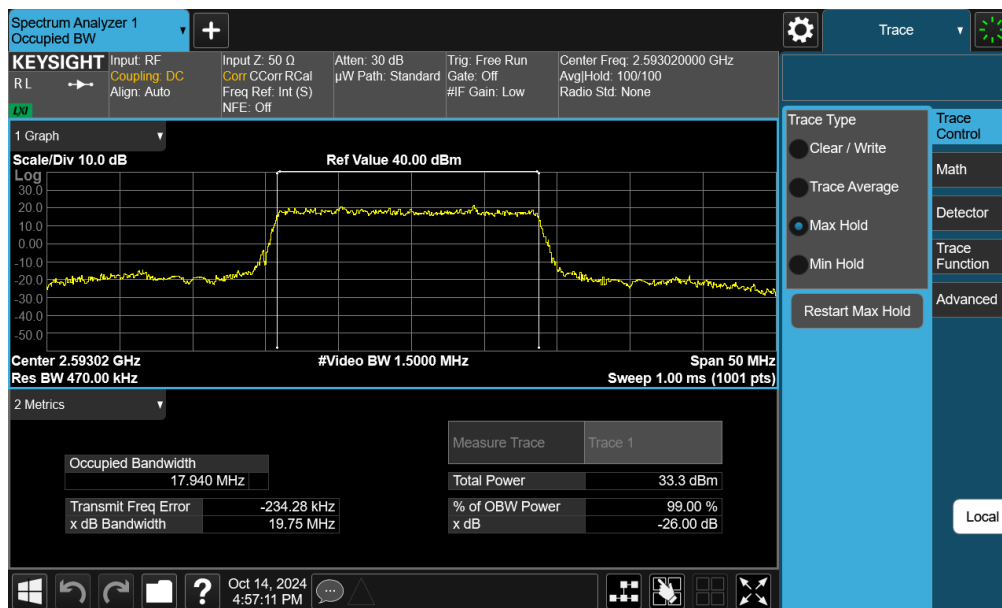 Spectrum Analyzer 1
Occupied BW
+
Trace
KEYSIGHT
R L
LXI
Input: RF
Coupling: DC
Align: Auto
Input Z: 50 Ω
Corr CCorr RCal
Freq Ref: Int (S)
NFE: Off
Atten: 30 dB
µW Path: Standard
Trig: Free Run
Gate: Off
#IF Gain: Low
Center Freq: 2.593020000 GHz
Avg|Hold: 100/100
Radio Std: None
1 Graph
Scale/Div 10.0 dB
Ref Value 40.00 dBm
Log
30.0
20.0
10.0
0.00
-10.0
-20.0
-30.0
-40.0
-50.0
Center 2.59302 GHz
#Video BW 1.5000 MHz
Span 50 MHz
Res BW 470.00 kHz
Sweep 1.00 ms (1001 pts)
2 Metrics
Measure Trace
Trace 1
Occupied Bandwidth
17.940 MHz
Total Power
33.3 dBm
Transmit Freq Error
-234.28 kHz
% of OBW Power
99.00 %
x dB Bandwidth
19.75 MHz
x dB
-26.00 dB
Trace Type
Clear / Write
Trace Average
Max Hold
Min Hold
Restart Max Hold
Trace
Control
Math
Detector
Trace
Function
Advanced
Local
?
Oct 14, 2024
4:57:11 PM